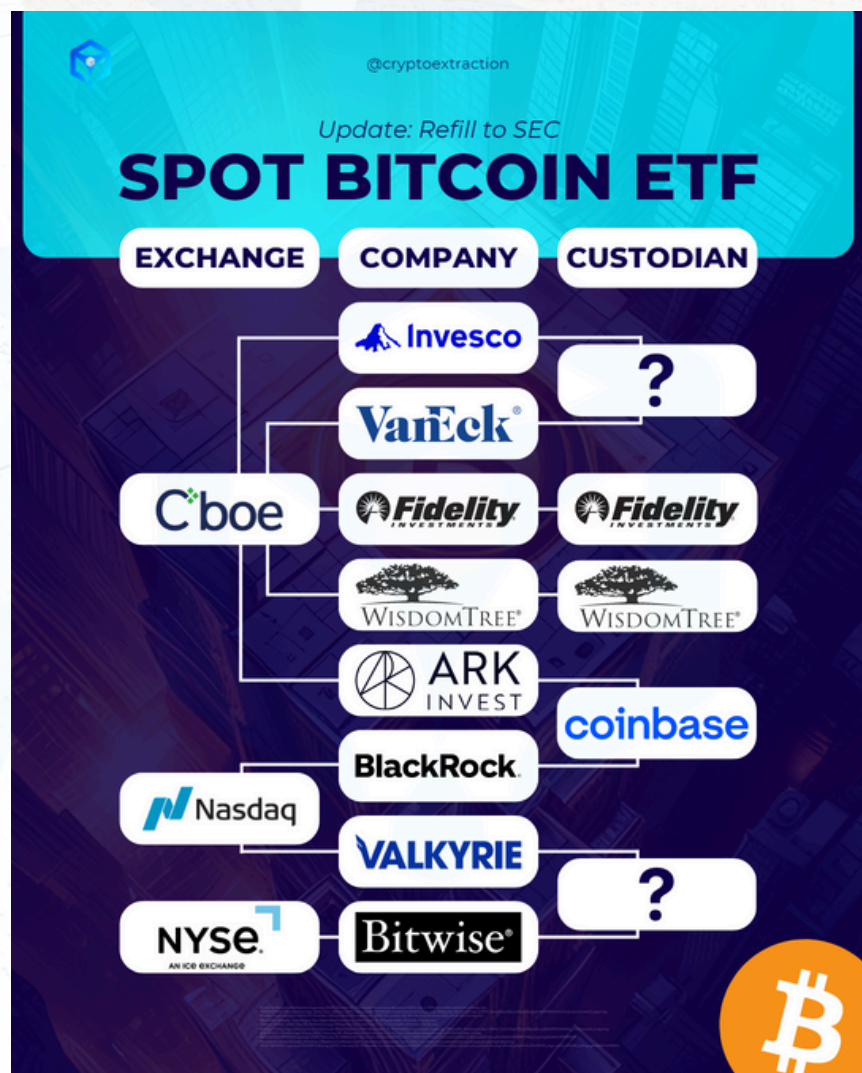 @cryptoextraction
Update: Refill to SEC
SPOT BITCOIN ETF
EXCHANGE COMPANY CUSTODIAN
Invesco
?
VanEck®
Cboe Fidelity Fidelity
INVESTMENTS INVESTMENTS
WISDOMTREE® WISDOMTREE®
ARK
INVEST
coinbase
BlackRock.
Nasdaq
VALKYRIE
?
NYSE. Bitwise®
AN ICE EXCHANGE